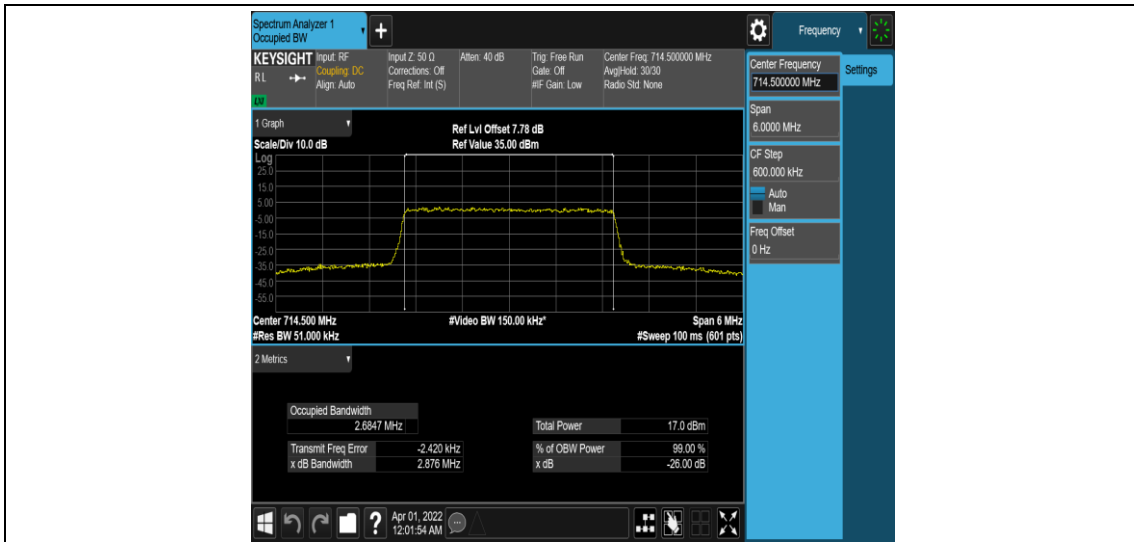 Spectrum Analyzer 1
Occupied BW
+
Frequency
KEYSIGHT
RL
LXI
Input: RF
Coupling: DC
Align: Auto
Input Z: 50 Ω
Corrections: Off
Freq Ref: Int (S)
Atten: 40 dB
Trig: Free Run
Gate: Off
#IF Gain: Low
Center Freq: 714.500000 MHz
Avg|Hold: 30/30
Radio Std: None
Center Frequency
714.500000 MHz
Settings
Span
6.0000 MHz
CF Step
600.000 kHz
Auto
Man
Freq Offset
0 Hz
1 Graph
Scale/Div 10.0 dB
Ref Lvl Offset 7.78 dB
Ref Value 35.00 dBm
Log
25.0
15.0
5.00
-5.00
-15.0
-25.0
-35.0
-45.0
-55.0
Center 714.500 MHz
#Video BW 150.00 kHz*
Span 6 MHz
#Res BW 51.000 kHz
#Sweep 100 ms (601 pts)
2 Metrics
Occupied Bandwidth
2.6847 MHz
Total Power 17.0 dBm
Transmit Freq Error -2.420 kHz
% of OBW Power 99.00 %
x dB Bandwidth 2.876 MHz
x dB -26.00 dB
?
Apr 01, 2022
12:01:54 AM